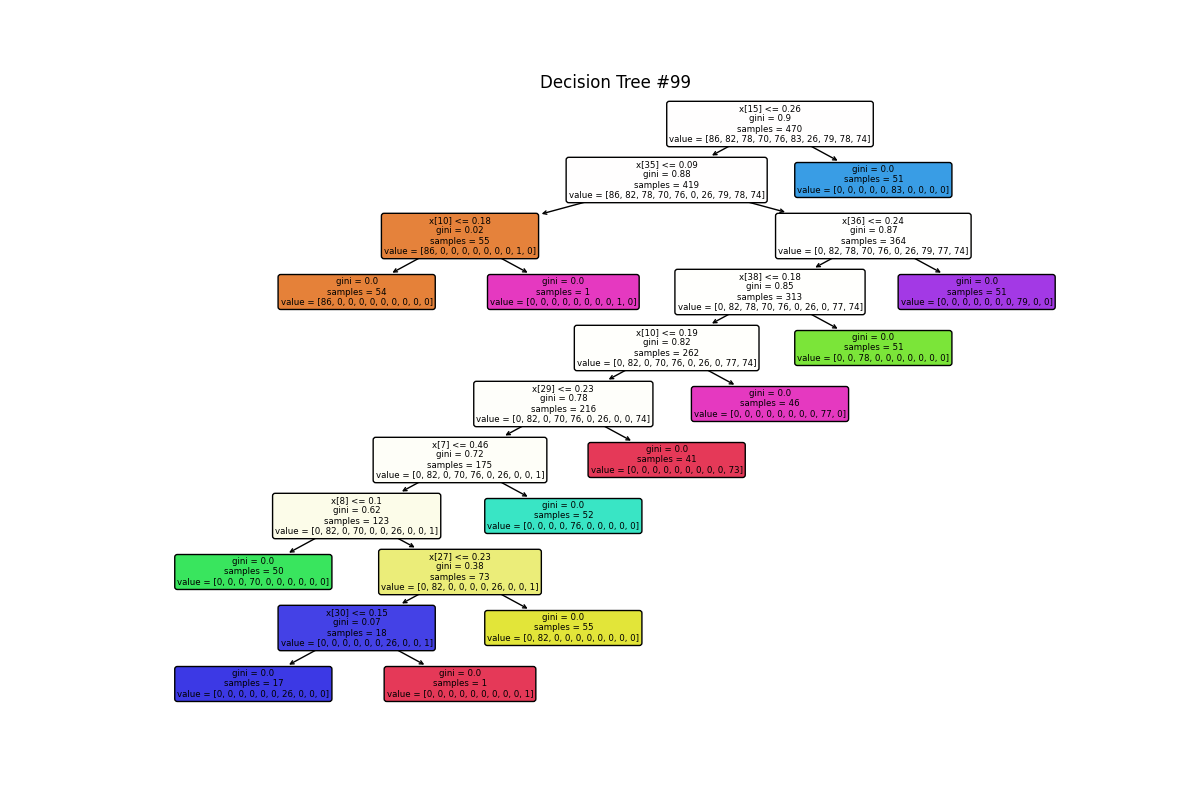 Decision Tree #99
x[15] <= 0.26
gini = 0.9
samples = 470
value = [86, 82, 78, 70, 76, 83, 26, 79, 78, 74]
x[35] <= 0.09
gini = 0.88
samples = 419
value = [86, 82, 78, 70, 76, 0, 26, 79, 78, 74]
gini = 0.0
samples = 51
value = [0, 0, 0, 0, 0, 83, 0, 0, 0, 0]
x[10] <= 0.18
gini = 0.02
samples = 55
value = [86, 0, 0, 0, 0, 0, 0, 0, 1, 0]
x[36] <= 0.24
gini = 0.87
samples = 364
value = [0, 82, 78, 70, 76, 0, 26, 79, 77, 74]
gini = 0.0
samples = 54
value = [86, 0, 0, 0, 0, 0, 0, 0, 0, 0]
gini = 0.0
samples = 1
value = [0, 0, 0, 0, 0, 0, 0, 0, 1, 0]
x[38] <= 0.18
gini = 0.85
samples = 313
value = [0, 82, 78, 70, 76, 0, 26, 0, 77, 74]
gini = 0.0
samples = 51
value = [0, 0, 0, 0, 0, 0, 0, 79, 0, 0]
x[10] <= 0.19
gini = 0.82
samples = 262
value = [0, 82, 0, 70, 76, 0, 26, 0, 77, 74]
gini = 0.0
samples = 51
value = [0, 0, 78, 0, 0, 0, 0, 0, 0, 0]
x[29] <= 0.23
gini = 0.78
samples = 216
value = [0, 82, 0, 70, 76, 0, 26, 0, 0, 74]
gini = 0.0
samples = 46
value = [0, 0, 0, 0, 0, 0, 0, 0, 77, 0]
x[7] <= 0.46
gini = 0.72
samples = 175
value = [0, 82, 0, 70, 76, 0, 26, 0, 0, 1]
gini = 0.0
samples = 41
value = [0, 0, 0, 0, 0, 0, 0, 0, 0, 73]
x[8] <= 0.1
gini = 0.62
samples = 123
value = [0, 82, 0, 70, 0, 0, 26, 0, 0, 1]
gini = 0.0
samples = 52
value = [0, 0, 0, 0, 76, 0, 0, 0, 0, 0]
gini = 0.0
samples = 50
value = [0, 0, 0, 70, 0, 0, 0, 0, 0, 0]
x[27] <= 0.23
gini = 0.38
samples = 73
value = [0, 82, 0, 0, 0, 0, 26, 0, 0, 1]
x[30] <= 0.15
gini = 0.07
samples = 18
value = [0, 0, 0, 0, 0, 0, 26, 0, 0, 1]
gini = 0.0
samples = 55
value = [0, 82, 0, 0, 0, 0, 0, 0, 0, 0]
gini = 0.0
samples = 17
value = [0, 0, 0, 0, 0, 0, 26, 0, 0, 0]
gini = 0.0
samples = 1
value = [0, 0, 0, 0, 0, 0, 0, 0, 0, 1]